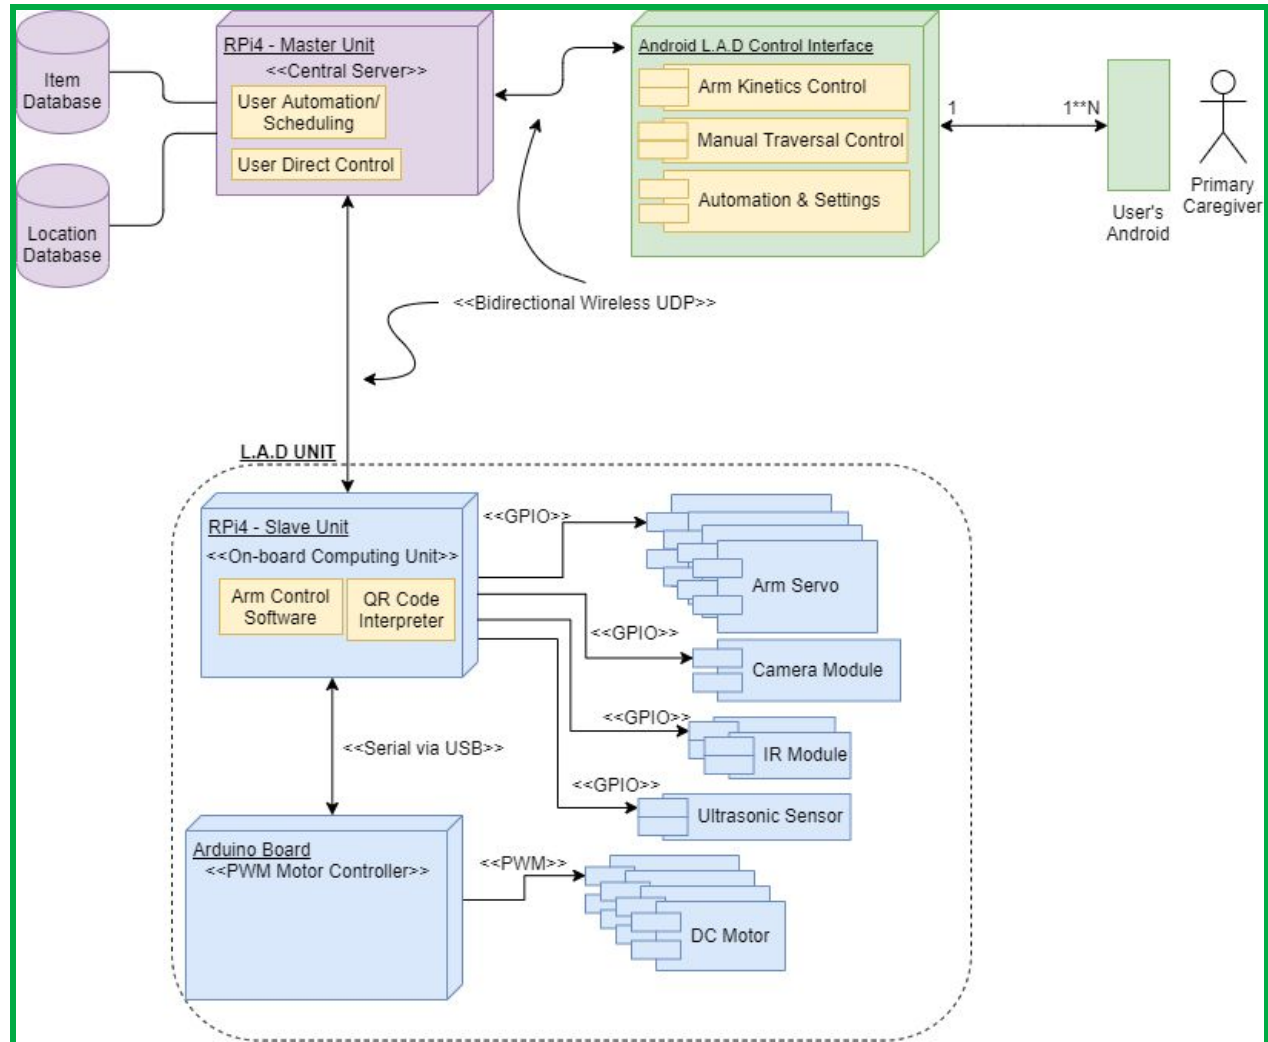 Item
Database
Location
Database
RPi4 - Master Unit
<<Central Server>>
User Automation/
Scheduling
User Direct Control
Android L.A.D Control Interface
Arm Kinetics Control
Manual Traversal Control
Automation & Settings
1
1**N
User's
Android
Primary
Caregiver
<<Bidirectional Wireless UDP>>
L.A.D UNIT
RPi4 - Slave Unit
<<On-board Computing Unit>>
Arm Control
Software
QR Code
Interpreter
<<GPIO>>
Arm Servo
<<GPIO>>
Camera Module
<<GPIO>>
IR Module
<<GPIO>>
Ultrasonic Sensor
<<Serial via USB>>
Arduino Board
<<PWM Motor Controller>>
<<PWM>>
DC Motor